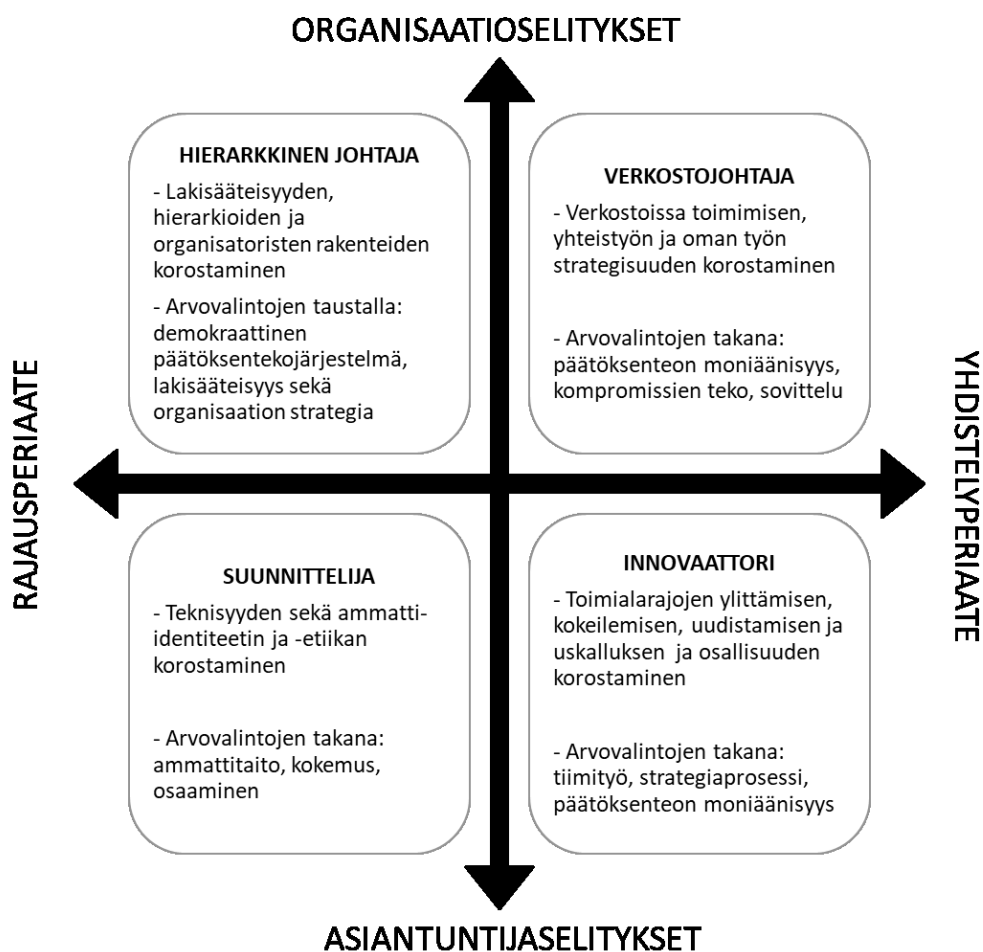 ORGANISAATIOSELITYKSET
HIERARKKINEN JOHTAJA
- Lakisääteisyyden,
hierarkioiden ja
organisatoristen rakenteiden
korostaminen
- Arvovalintojen taustalla:
demokraattinen
päätöksentekojärjestelmä,
lakisääteisyys sekä
organisaation strategia
VERKOSTOJOHTAJA
- Verkostoissa toimimisen,
yhteistyön ja oman työn
strategisuuden korostaminen
- Arvovalintojen takana:
päätöksenteon moniäänisyys,
kompromissien teko, sovittelu
RAJAUSPERIAATE
YHDISTELYPERIAATE
SUUNNITTELIJA
- Teknisyyden sekä ammatti-
identiteetin ja -etiikan
korostaminen
- Arvovalintojen takana:
ammattitaito, kokemus,
osaaminen
INNOVAATTORI
- Toimialarajojen ylittämisen,
kokeilemisen, uudistamisen ja
uskalluksen ja osallisuuden
korostaminen
- Arvovalintojen takana:
tiimityö, strategiaprosessi,
päätöksenteon moniäänisyys
ASIANTUNTIJASELITYKSET